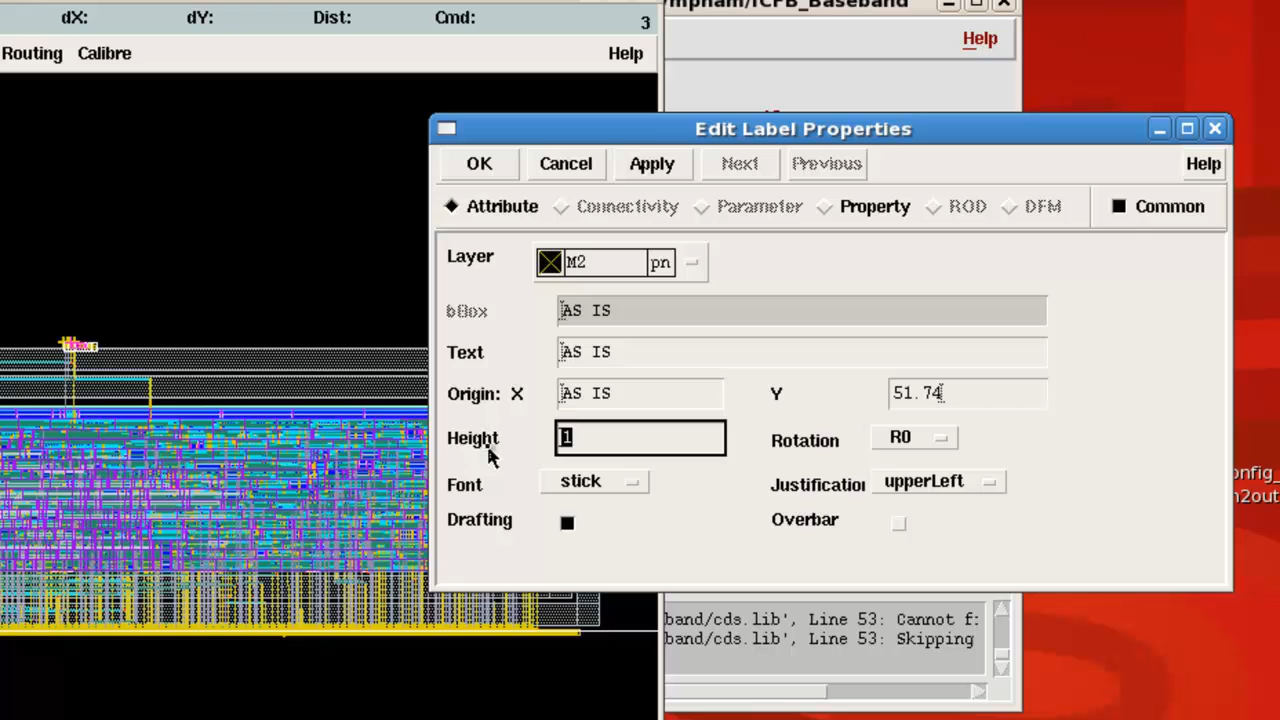 dX: dY: Dist: Cmd: 3
Routing Calibre Help
mpham/ICFB_Baseband
Help
Edit Label Properties
OK Cancel Apply Next Previous Help
Attribute Connectivity Parameter Property ROD DFM Common
Layer M2 pn
bBox AS IS
Text AS IS
Origin: X AS IS Y 51.74
Height 1 Rotation R0
Font stick Justification upperLeft
Drafting Overbar
onfig_
n2out
band/cds.lib', Line 53: Cannot f:
band/cds.lib', Line 53: Skipping